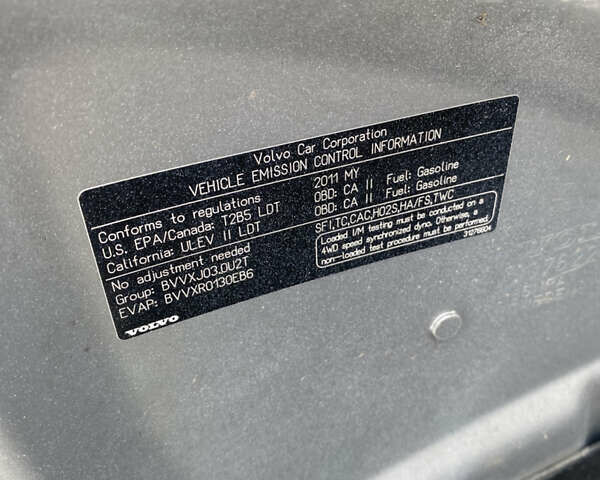 Volvo Car Corporation
VEHICLE EMISSION CONTROL INFORMATION
Conforms to regulations 2011 MY
U.S. EPA/Canada: T2B5 LDT OBD: CA II Fuel: Gasoline
California: ULEV II LDT OBD: CA II Fuel: Gasoline
No adjustment needed SFI,TC,CAC,HO2S,HA/FS,TWC
Group: BVVXJ03.0U2T
EVAP: BVVXR0130EB6
Loaded I/M testing must be conducted on a
4WD speed synchronized dyno. Otherwise, a
non-loaded test procedure must be performed.
31276604
VOLVO